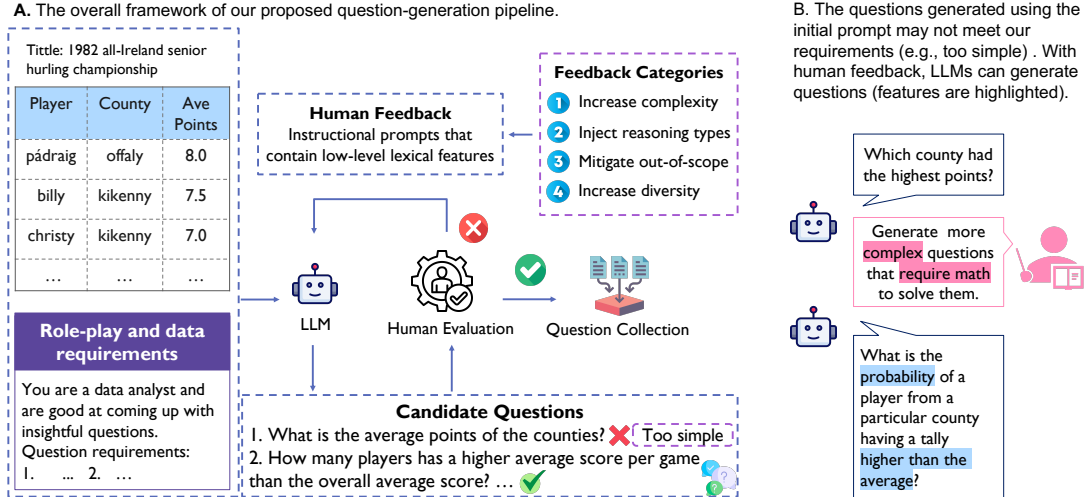 A. The overall framework of our proposed question-generation pipeline.
Tittle: 1982 all-Ireland senior
hurling championship
Player County Ave
Points
pádraig offaly 8.0
billy kikenny 7.5
christy kikenny 7.0
... ... ...
Role-play and data
requirements
You are a data analyst and
are good at coming up with
insightful questions.
Question requirements:
1. ... 2. ...
Human Feedback
Instructional prompts that
contain low-level lexical features
Feedback Categories
1 Increase complexity
2 Inject reasoning types
3 Mitigate out-of-scope
4 Increase diversity
LLM
Human Evaluation
Question Collection
Candidate Questions
1. What is the average points of the counties? Too simple
2. How many players has a higher average score per game
than the overall average score? ...
B. The questions generated using the
initial prompt may not meet our
requirements (e.g., too simple) . With
human feedback, LLMs can generate
questions (features are highlighted).
Which county had
the highest points?
Generate more
complex questions
that require math
to solve them.
What is the
probability of a
player from a
particular county
having a tally
higher than the
average?